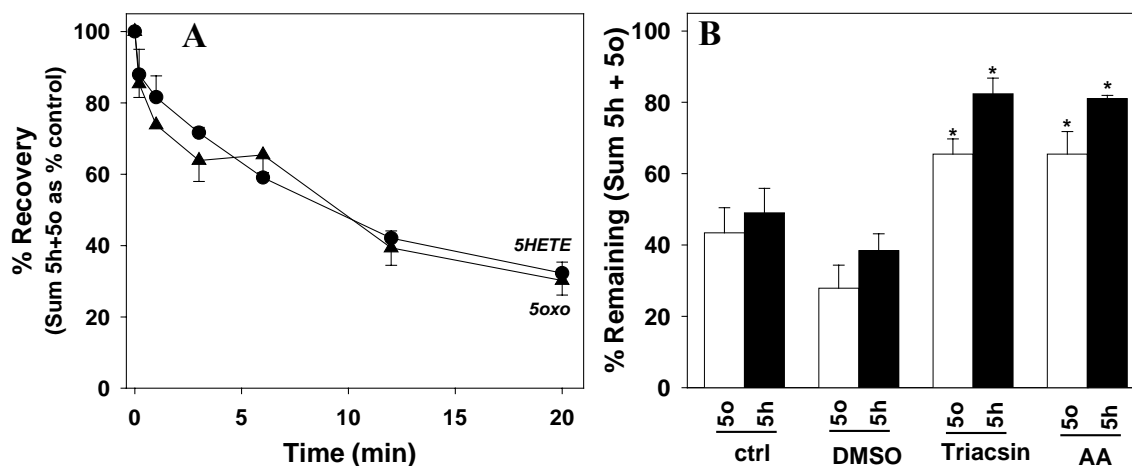 A
% Recovery
(Sum 5h+5o as % control)
100
80
60
40
20
0
5HETE
5oxo
0
5
10
15
20
Time (min)
B
% Remaining (Sum 5h + 5o)
100
80
60
40
20
0
*
*
*
*
5o
5h
5o
5h
5o
5h
5o
5h
ctrl
DMSO
Triacsin
AA